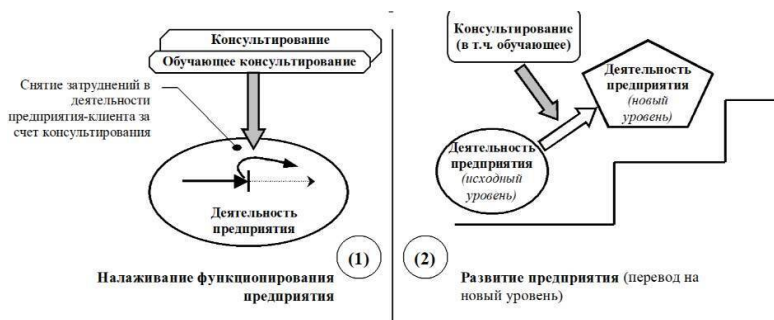 Консультирование
Обучающее консультирование
Снятие затруднений в
деятельности
предприятия-клиента за
счет консультирования
Деятельность
предприятия
(1)
Налаживание функционирования
предприятия
Консультирование
(в т.ч. обучающее)
Деятельность
предприятия
(новый
уровень)
Деятельность
предприятия
(исходный
уровень)
(2)
Развитие предприятия (перевод на
новый уровень)